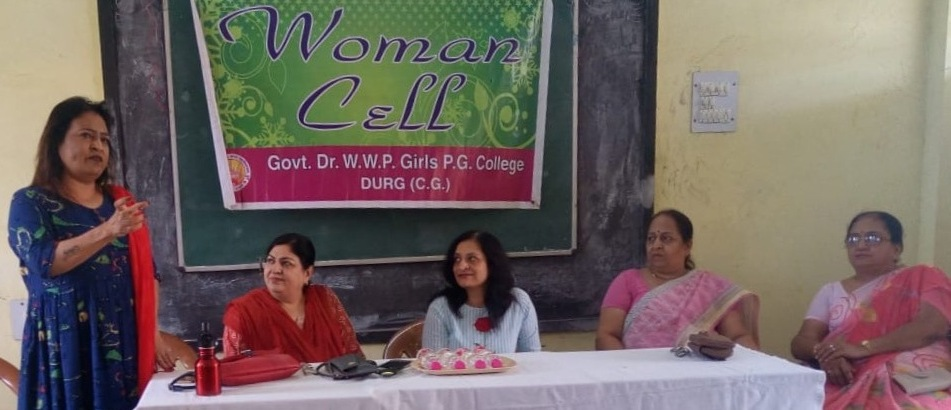 Woman
Cell
Govt. Dr. W.W.P. Girls P.G. College
DURG (C.G.)